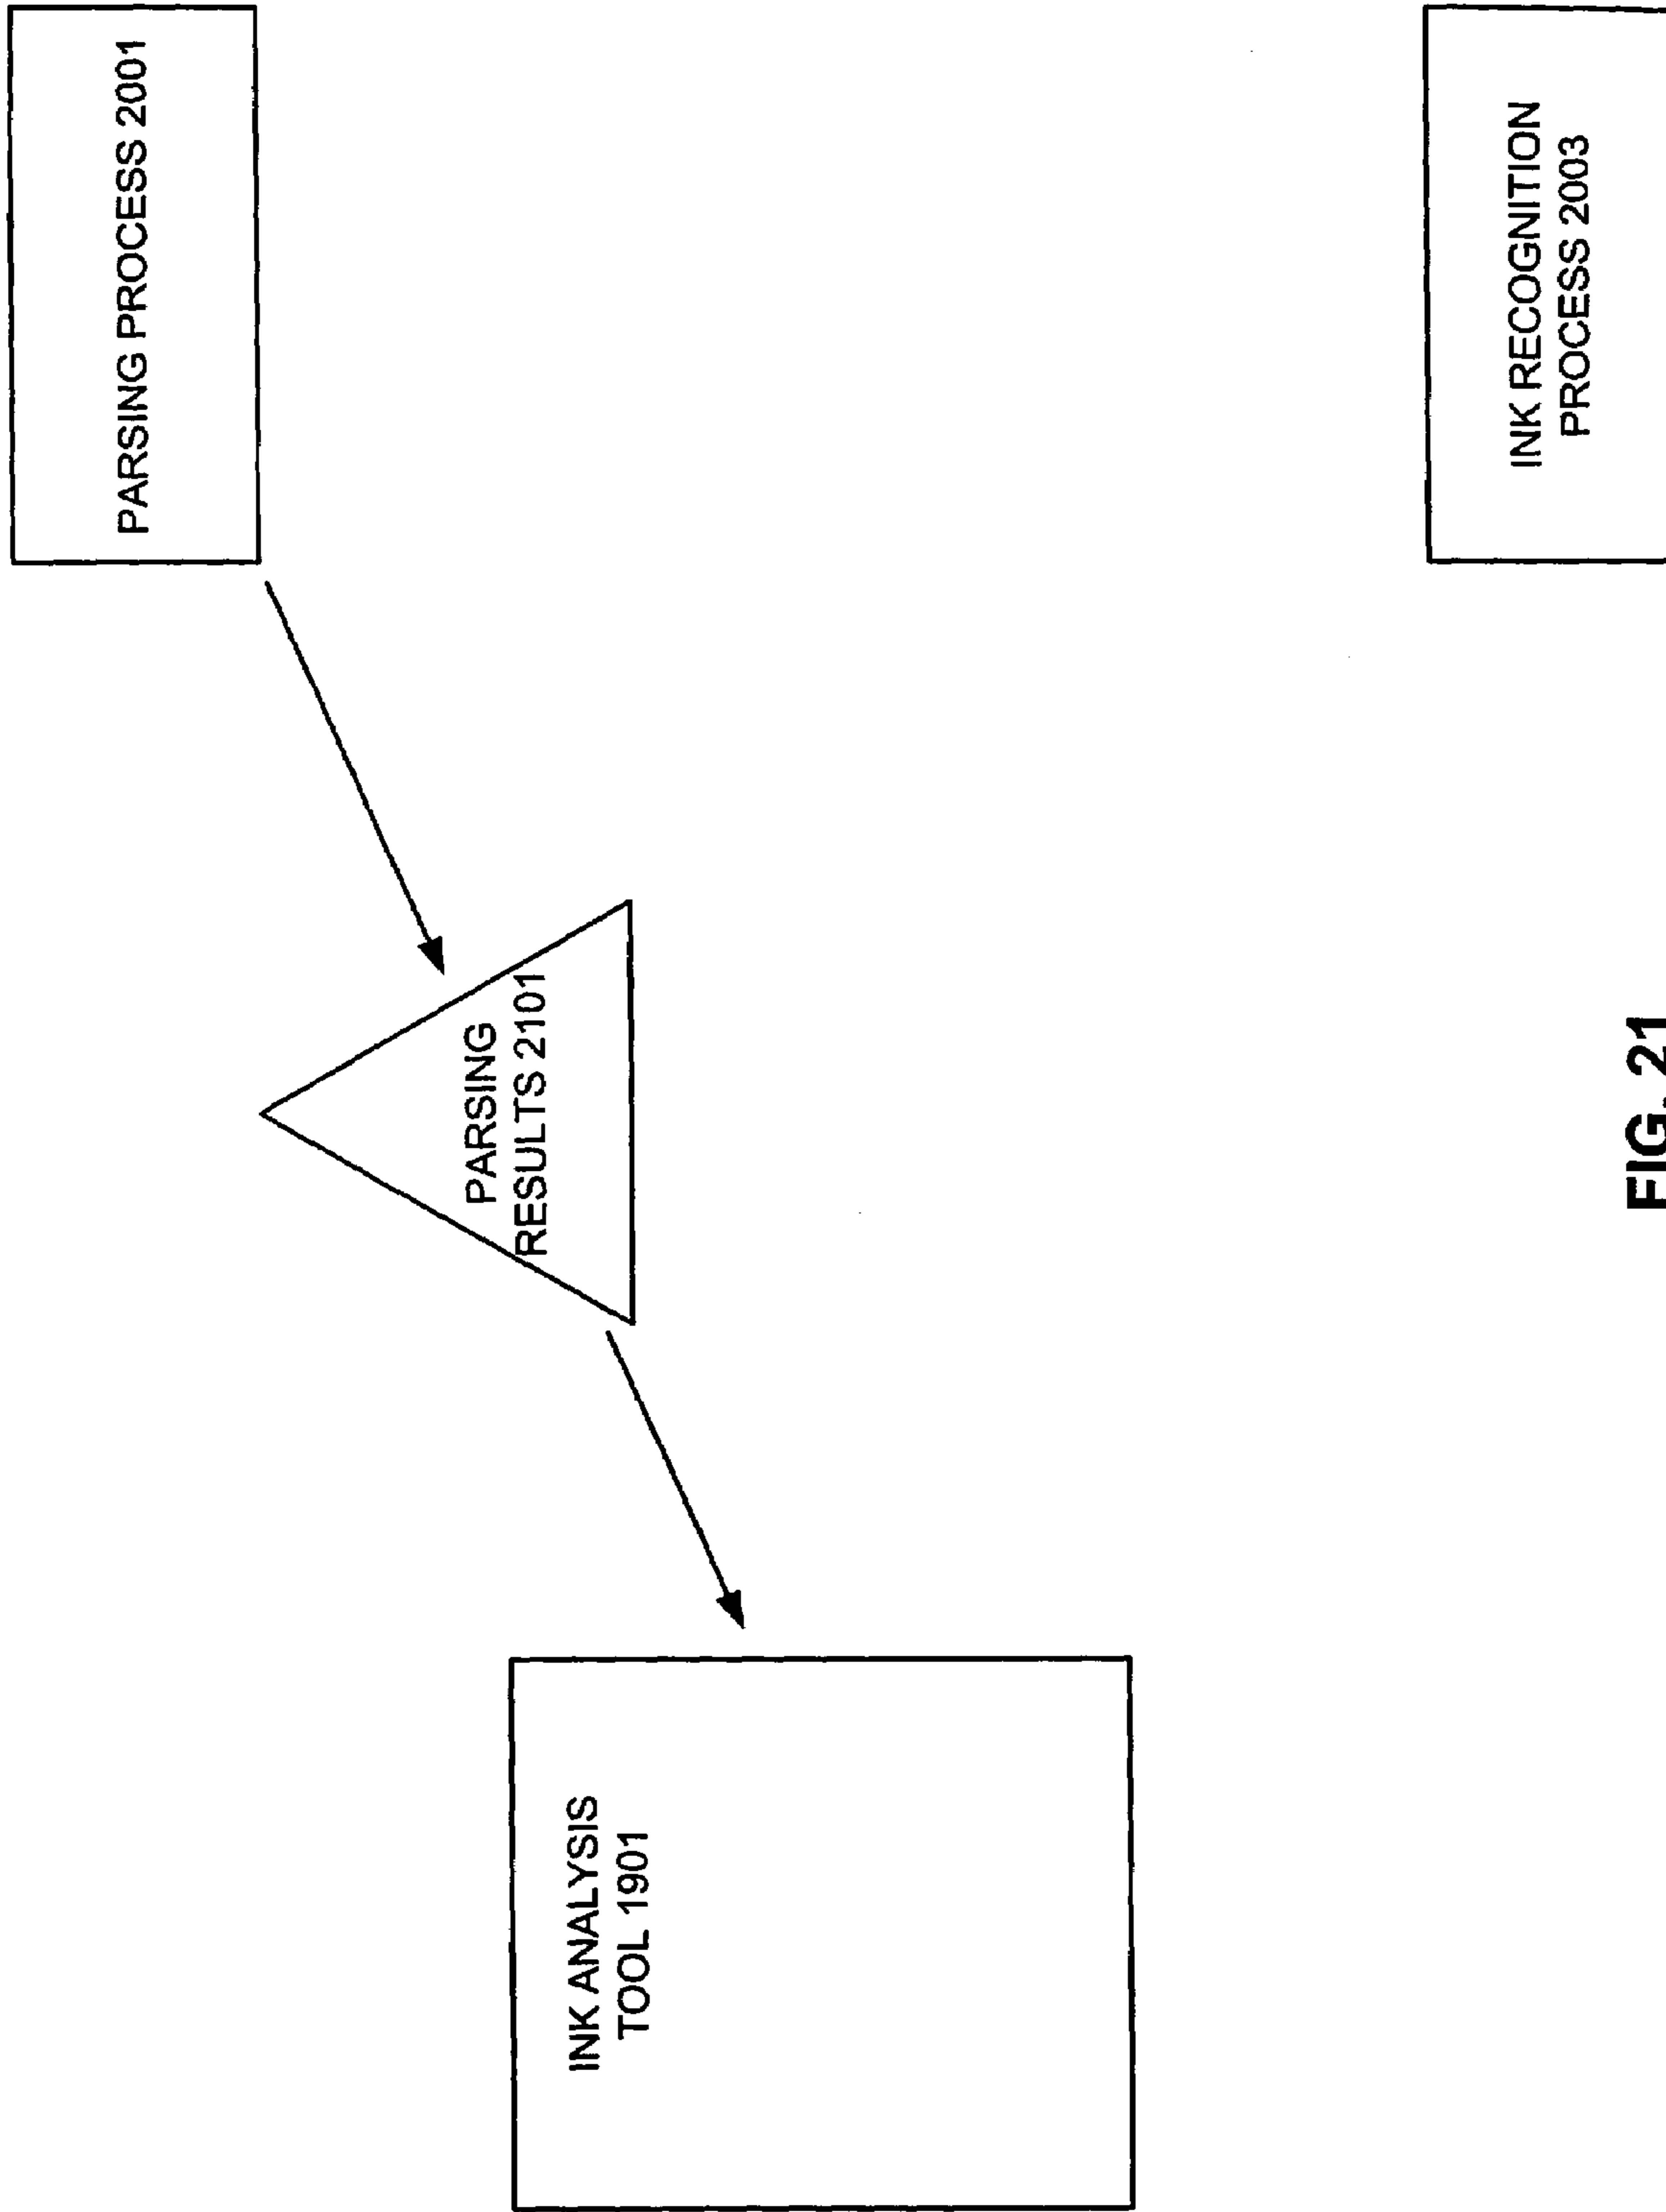 PARSING PROCESS 2001
PARSING
RESULTS 2101
INK ANALYSIS
TOOL 1901
INK RECOGNITION
PROCESS 2003
FIG. 21